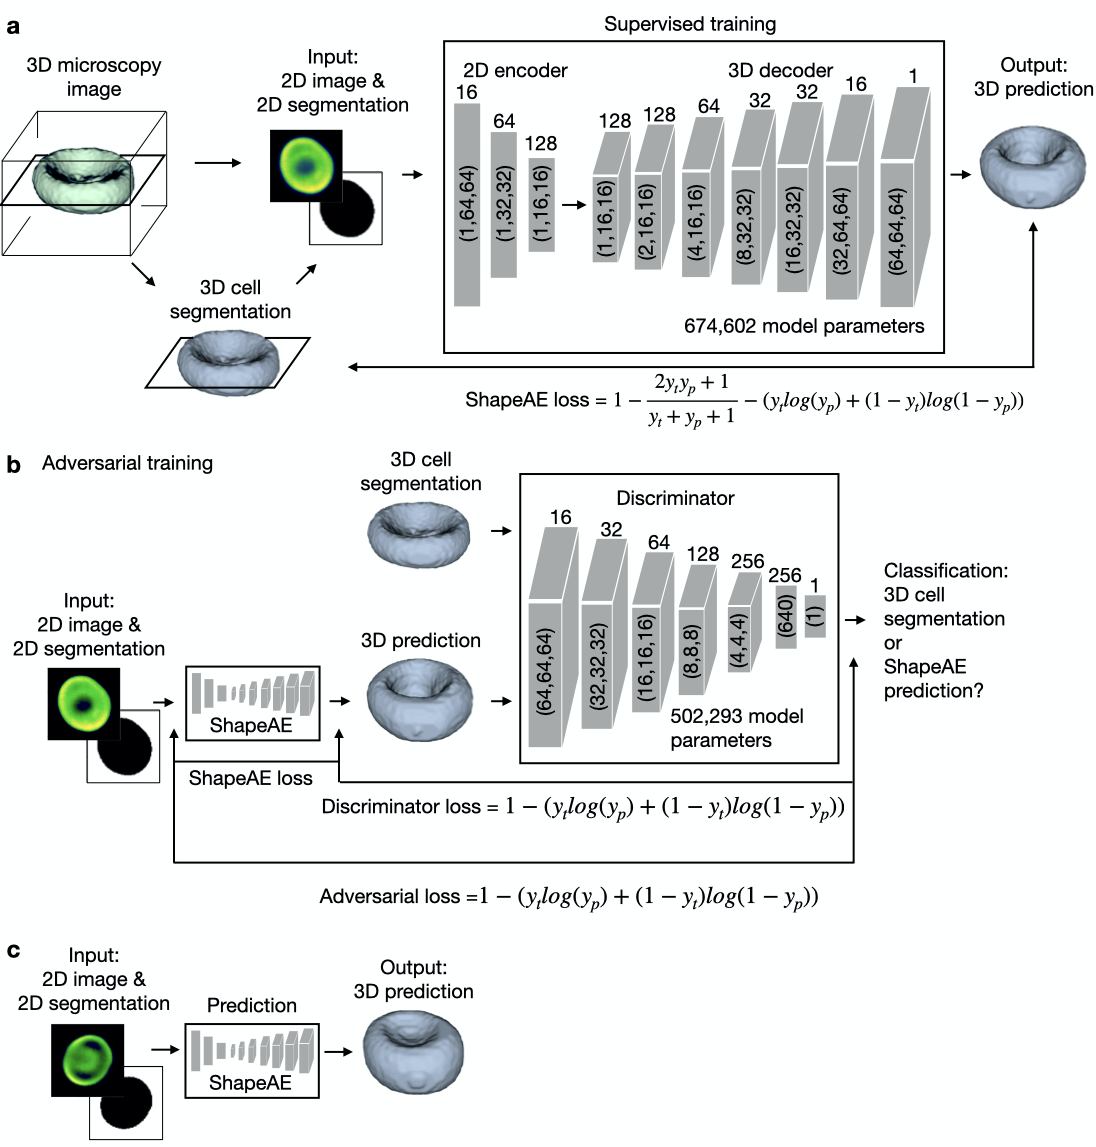 a
Supervised training
3D microscopy
image
Input:
2D image &
2D segmentation
2D encoder
3D decoder
16
64
128
128
128
64
32
32
16
1
(1,64,64)
(1,32,32)
(1,16,16)
(1,16,16)
(2,16,16)
(4,16,16)
(8,32,32)
(16,32,32)
(32,64,64)
(64,64,64)
674,602 model parameters
Output:
3D prediction
3D cell
segmentation
ShapeAE loss = 1 − \frac{2y_t y_p + 1}{y_t + y_p + 1} − (y_t log(y_p) + (1 − y_t)log(1 − y_p))
b Adversarial training
3D cell
segmentation
Discriminator
16
32
64
128
256
256
1
(64,64,64)
(32,32,32)
(16,16,16)
(8,8,8)
(4,4,4)
(640)
(1)
502,293 model
parameters
Input:
2D image &
2D segmentation
ShapeAE
3D prediction
Classification:
3D cell
segmentation
or
ShapeAE
prediction?
ShapeAE loss
Discriminator loss = 1 − (y_t log(y_p) + (1 − y_t)log(1 − y_p))
Adversarial loss =1 − (y_t log(y_p) + (1 − y_t)log(1 − y_p))
c
Input:
2D image &
2D segmentation
Prediction
ShapeAE
Output:
3D prediction